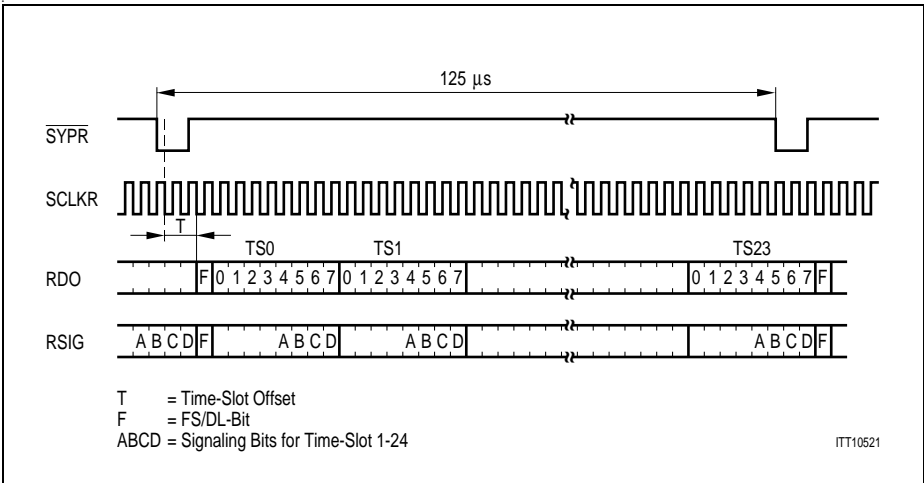 125 µs
SYPR
SCLKR
T
TS0 TS1 TS23
RDO F 0 1 2 3 4 5 6 7 0 1 2 3 4 5 6 7 0 1 2 3 4 5 6 7 F
RSIG A B C D F A B C D A B C D A B C D F
T = Time-Slot Offset
F = FS/DL-Bit
ABCD = Signaling Bits for Time-Slot 1-24
ITT10521